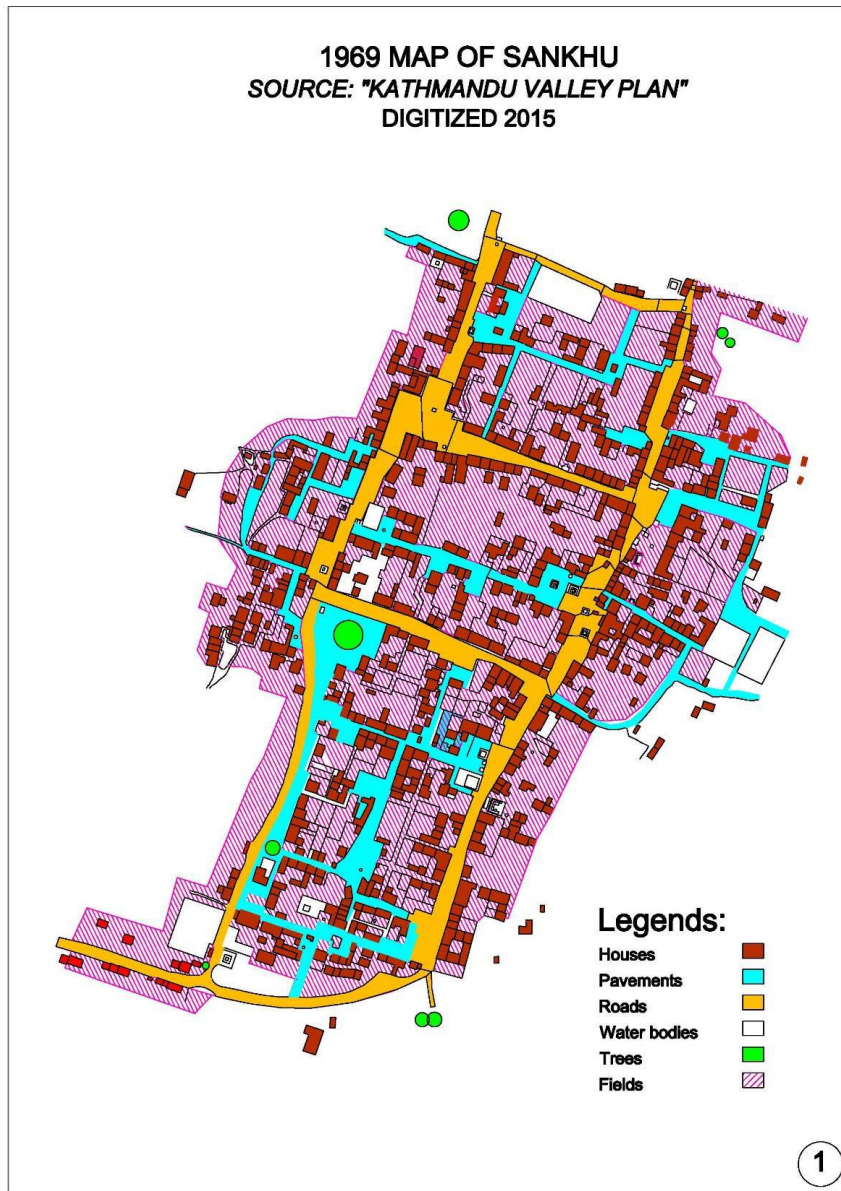 1969 MAP OF SANKHU
SOURCE: "KATHMANDU VALLEY PLAN"
DIGITIZED 2015
Legends:
Houses
Pavements
Roads
Water bodies
Trees
Fields
1